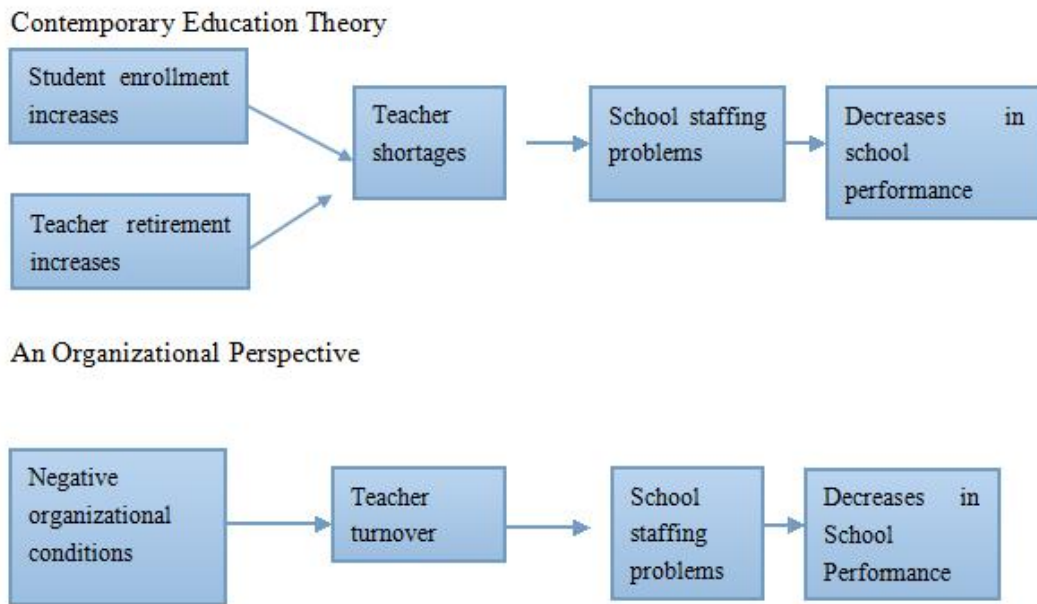 Contemporary Education Theory
Student enrollment
increases
Teacher
shortages
School staffing
problems
Decreases in
school
performance
Teacher retirement
increases
An Organizational Perspective
Negative
organizational
conditions
Teacher
turnover
School
staffing
problems
Decreases in
School
Performance